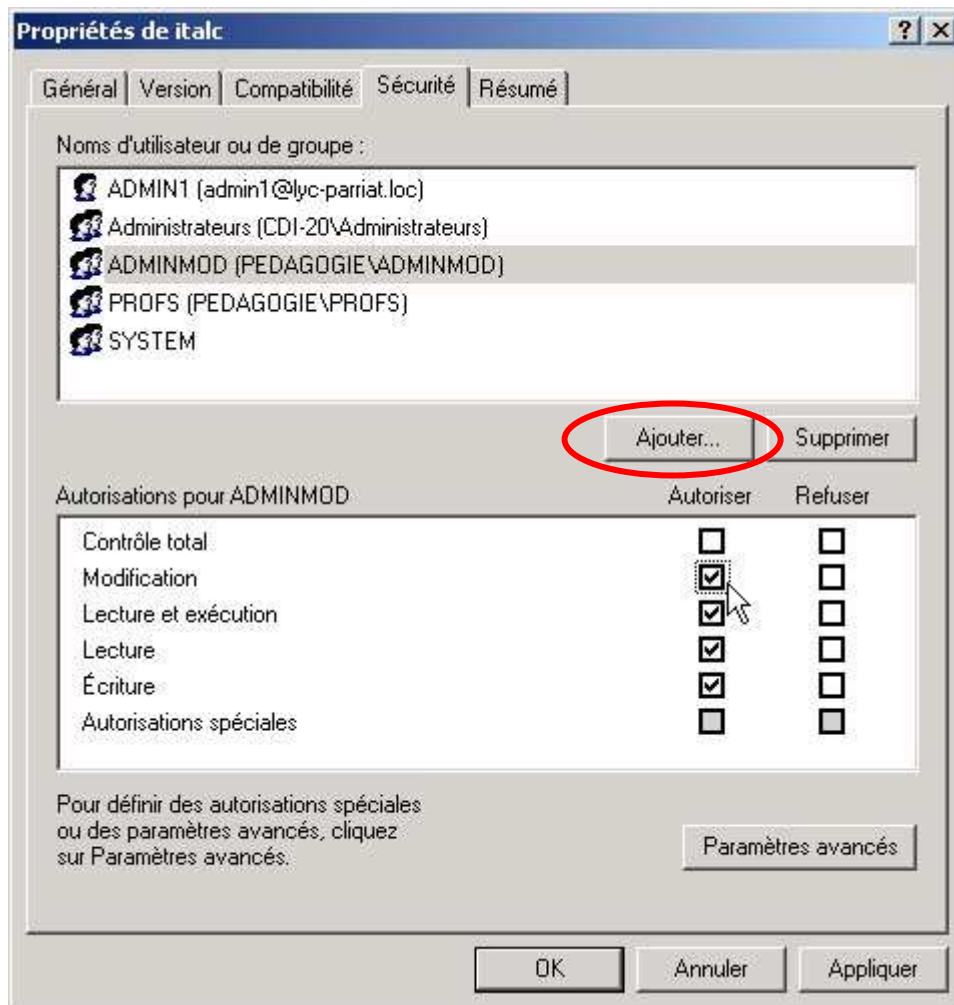 Propriétés de italc
Général Version Compatibilité Sécurité Résumé
Noms d'utilisateur ou de groupe :
ADMIN1 (admin1@lyc-parriat.loc)
Administrateurs (CDI-20\Administrateurs)
ADMINMOD (PEDAGOGIE\ADMINMOD)
PROFS (PEDAGOGIE\PROFS)
SYSTEM
Ajouter... Supprimer
Autorisations pour ADMINMOD Autoriser Refuser
Contrôle total
Modification
Lecture et exécution
Lecture
Écriture
Autorisations spéciales
Pour définir des autorisations spéciales
ou des paramètres avancés, cliquez
sur Paramètres avancés.
Paramètres avancés
OK Annuler Appliquer